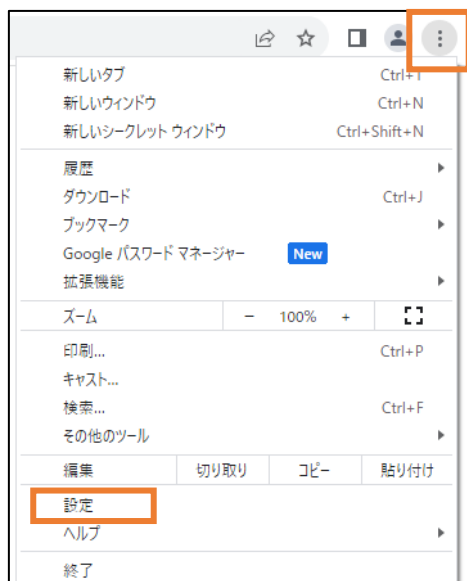 新しいタブ Ctrl+T
新しいウィンドウ Ctrl+N
新しいシークレット ウィンドウ Ctrl+Shift+N
履歴
ダウンロード Ctrl+J
ブックマーク
Google パスワード マネージャー New
拡張機能
ズーム − 100% +
印刷... Ctrl+P
キャスト...
検索... Ctrl+F
その他のツール
編集 切り取り コピー 貼り付け
設定
ヘルプ
終了